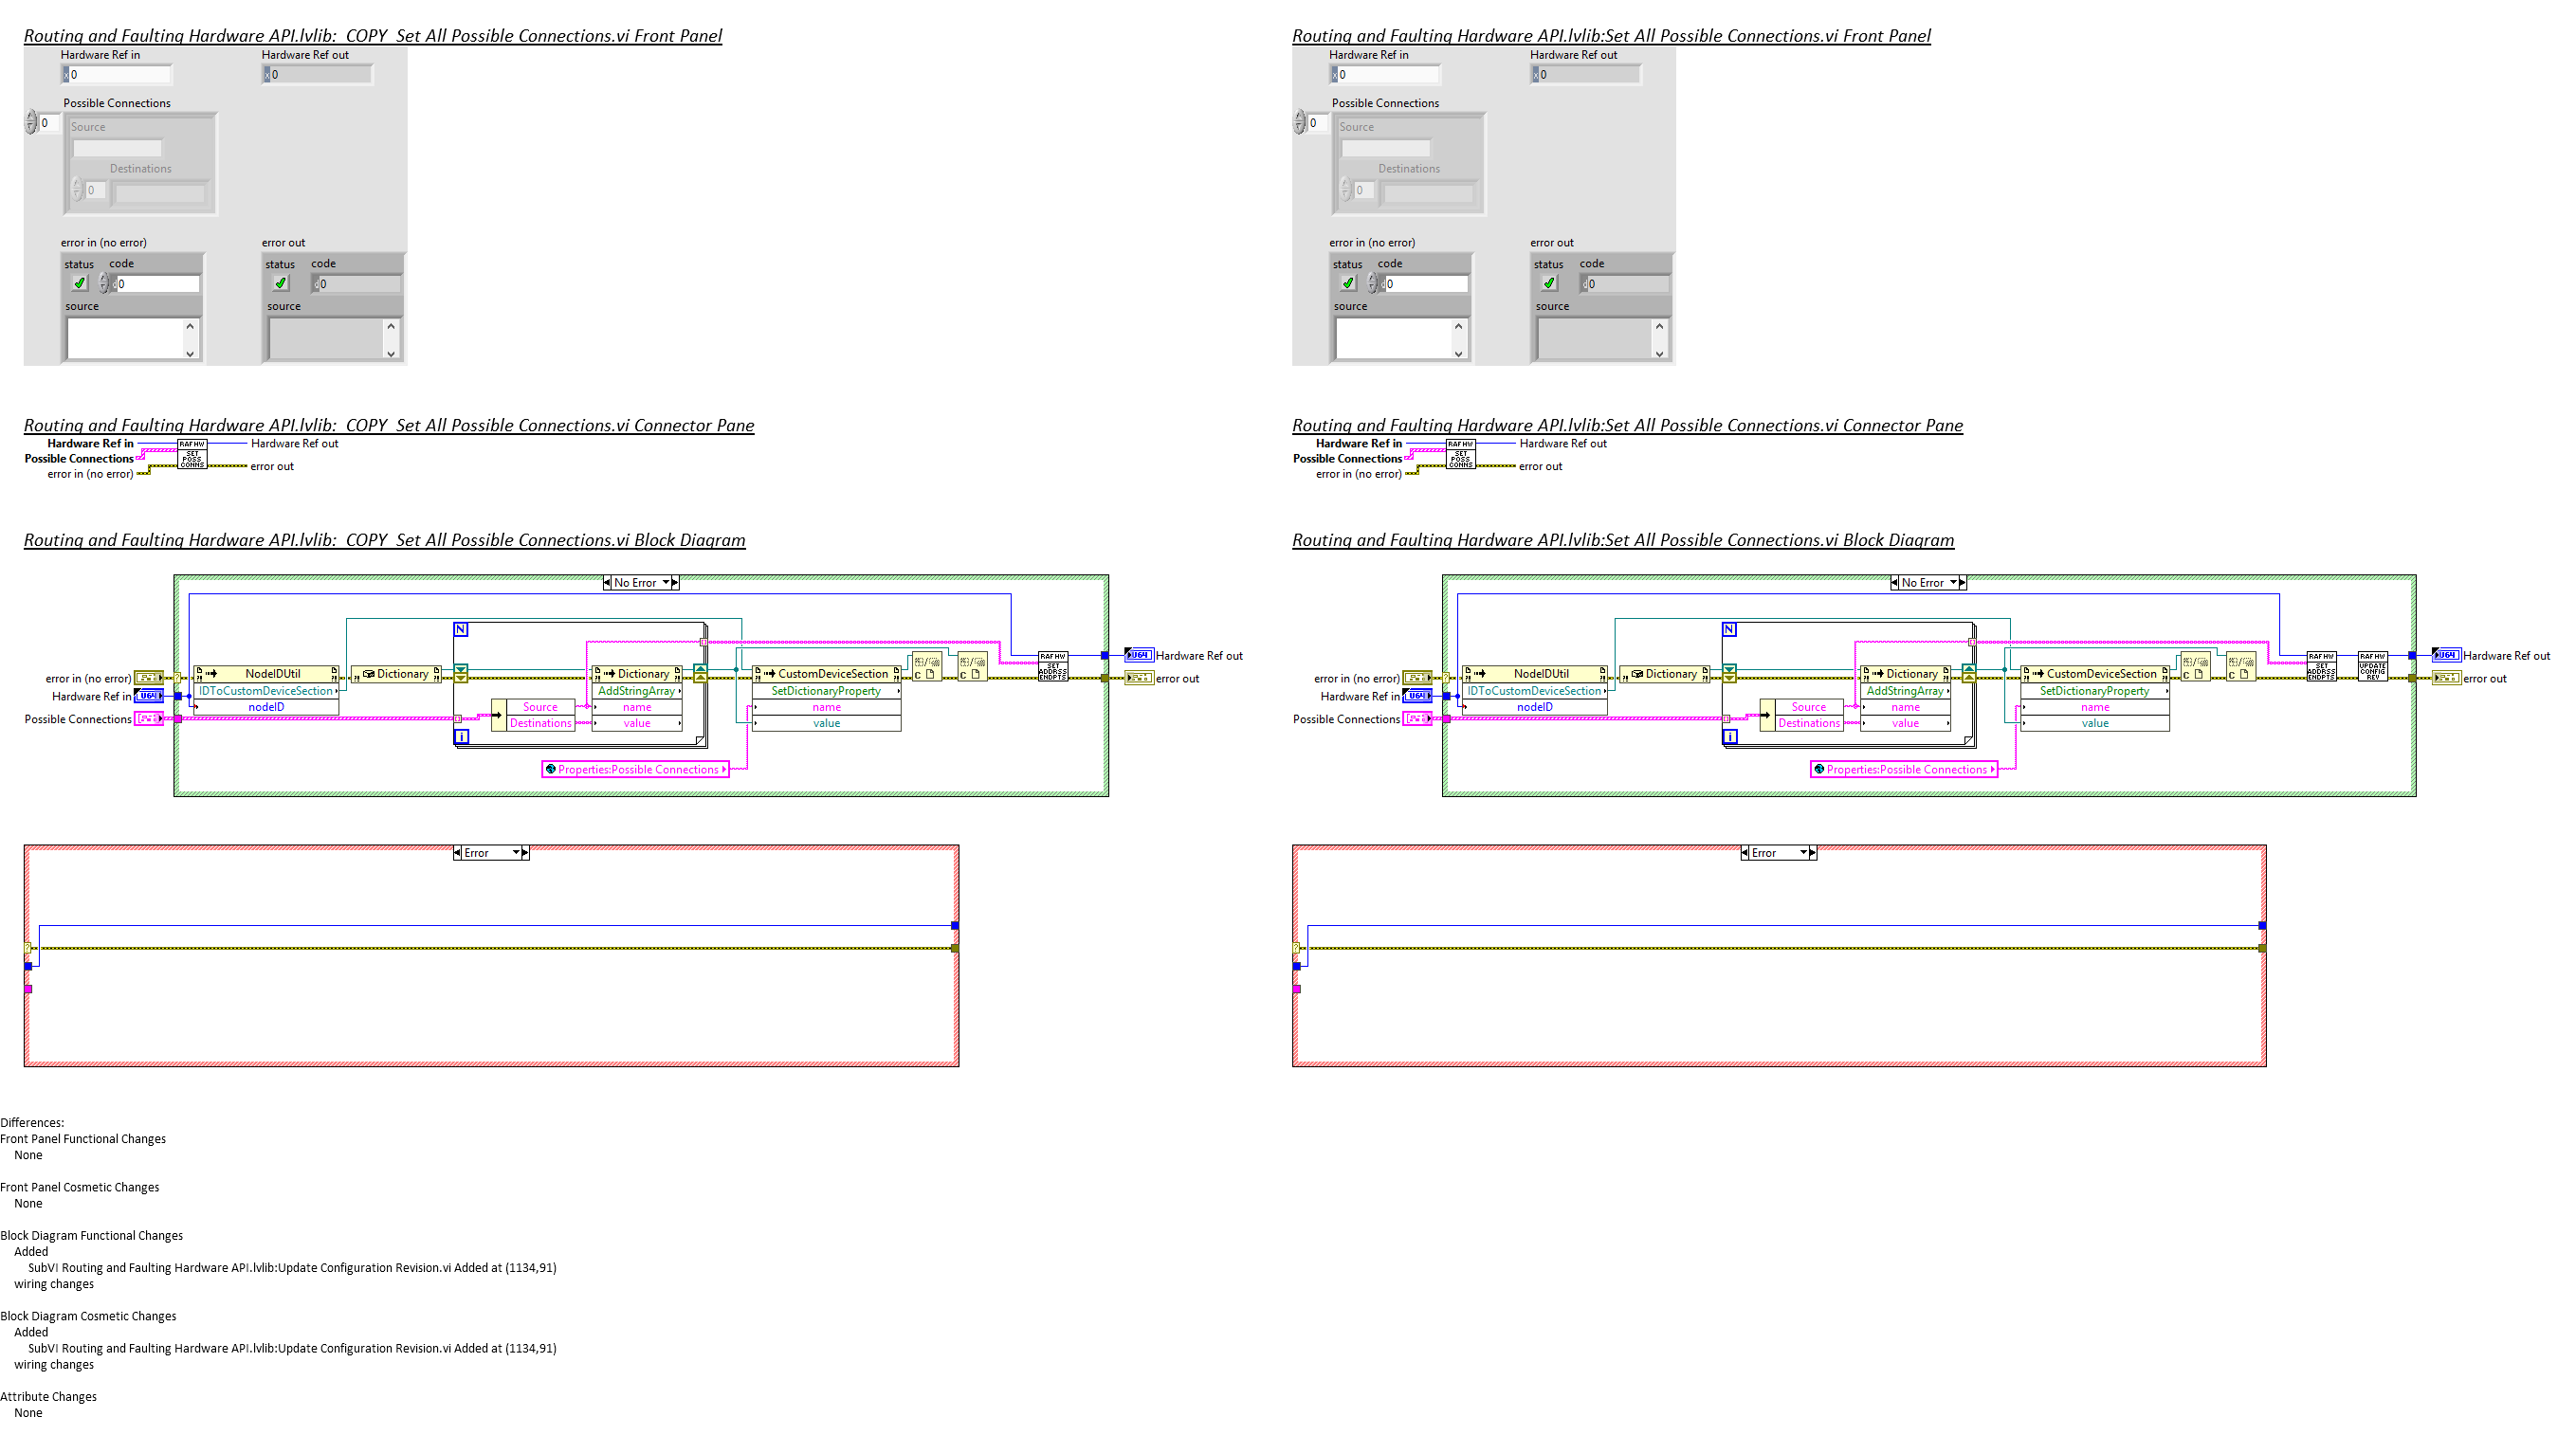 Routing and Faulting Hardware API.lvlib:_COPY_Set All Possible Connections.vi Front Panel
Hardware Ref in
Hardware Ref out
x 0
x 0
Possible Connections
0
Source
Destinations
0
error in (no error)
error out
status
code
status
code
d 0
d 0
source
source
Routing and Faulting Hardware API.lvlib:_COPY_Set All Possible Connections.vi Connector Pane
Hardware Ref in
RAF HW
Hardware Ref out
Possible Connections
SET
POSS
CONNS
error in (no error)
error out
Routing and Faulting Hardware API.lvlib:_COPY_Set All Possible Connections.vi Block Diagram
No Error
N
NodeIDUtil
Dictionary
Dictionary
CustomDeviceSection
RAF HW
SET
ADDRSS
ENDPTS
U64
Hardware Ref out
error in (no error)
error out
IDToCustomDeviceSection
AddStringArray
SetDictionaryProperty
Hardware Ref in
U64
nodeID
Source
name
name
Possible Connections
Destinations
value
value
i
Properties:Possible Connections
Error
Routing and Faulting Hardware API.lvlib:Set All Possible Connections.vi Front Panel
Hardware Ref in
Hardware Ref out
x 0
x 0
Possible Connections
0
Source
Destinations
0
error in (no error)
error out
status
code
status
code
d 0
d 0
source
source
Routing and Faulting Hardware API.lvlib:Set All Possible Connections.vi Connector Pane
Hardware Ref in
RAF HW
Hardware Ref out
Possible Connections
SET
POSS
CONNS
error in (no error)
error out
Routing and Faulting Hardware API.lvlib:Set All Possible Connections.vi Block Diagram
No Error
N
NodeIDUtil
Dictionary
Dictionary
CustomDeviceSection
RAF HW
SET
ADDRSS
ENDPTS
RAF HW
UPDATE
CONFIG
REV
U64
Hardware Ref out
error in (no error)
error out
IDToCustomDeviceSection
AddStringArray
SetDictionaryProperty
Hardware Ref in
U64
nodeID
Source
name
name
Possible Connections
Destinations
value
value
i
Properties:Possible Connections
Error
Differences:
Front Panel Functional Changes
None
Front Panel Cosmetic Changes
None
Block Diagram Functional Changes
Added
SubVI Routing and Faulting Hardware API.lvlib:Update Configuration Revision.vi Added at (1134,91)
wiring changes
Block Diagram Cosmetic Changes
Added
SubVI Routing and Faulting Hardware API.lvlib:Update Configuration Revision.vi Added at (1134,91)
wiring changes
Attribute Changes
None